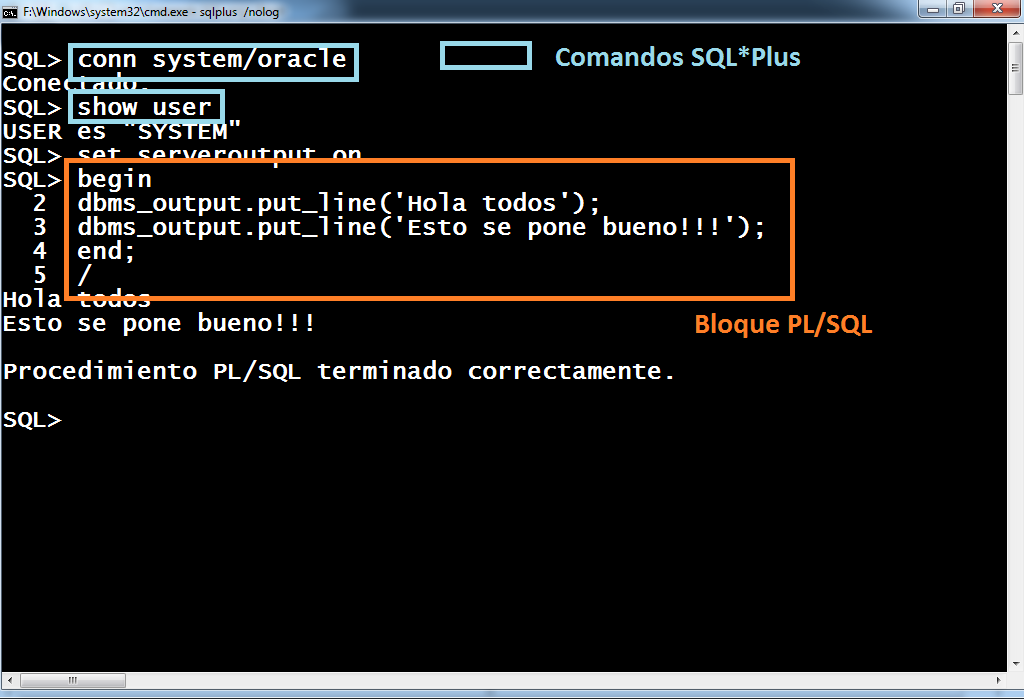 F:\Windows\system32\cmd.exe - sqlplus /nolog
SQL> conn system/oracle
Comandos SQL*Plus
Conectado.
SQL> show user
USER es "SYSTEM"
SQL> set serveroutput on
SQL> begin
2 dbms_output.put_line('Hola todos');
3 dbms_output.put_line('Esto se pone bueno!!!');
4 end;
5 /
Hola todos
Esto se pone bueno!!!
Bloque PL/SQL
Procedimiento PL/SQL terminado correctamente.
SQL>